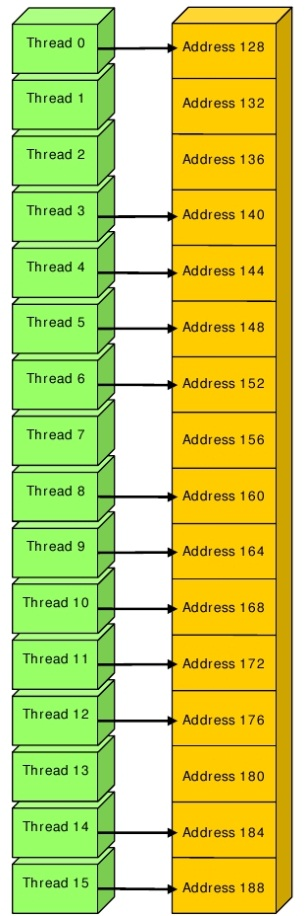 Thread 0 Address 128
Thread 1 Address 132
Thread 2 Address 136
Thread 3 Address 140
Thread 4 Address 144
Thread 5 Address 148
Thread 6 Address 152
Thread 7 Address 156
Thread 8 Address 160
Thread 9 Address 164
Thread 10 Address 168
Thread 11 Address 172
Thread 12 Address 176
Thread 13 Address 180
Thread 14 Address 184
Thread 15 Address 188